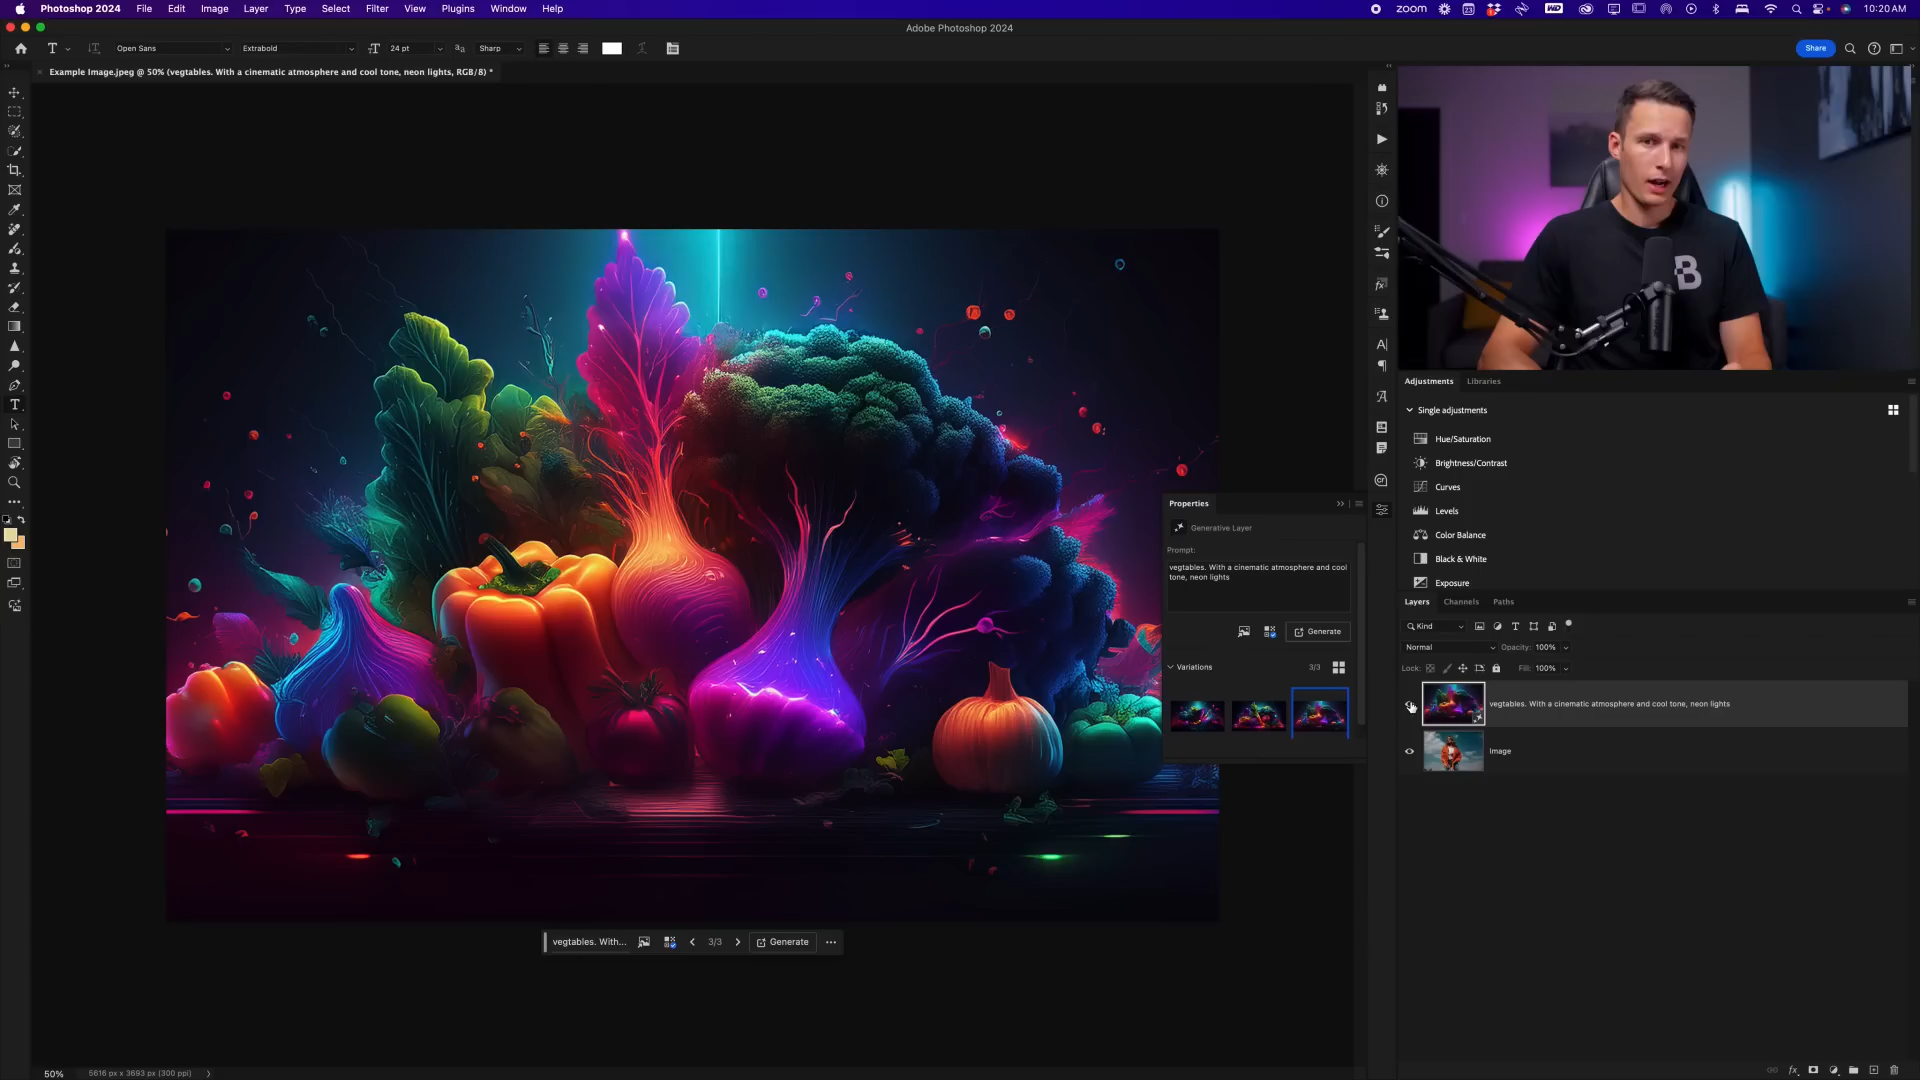 Photoshop 2024 File Edit Image Layer Type Select Filter View Plugins Window Help zoom 10:20 AM
Adobe Photoshop 2024
T Open Sans Extrabold 24 pt Sharp Share
Example Image.jpeg @ 50% (vegtables. With a cinematic atmosphere and cool tone, neon lights, RGB/8) *
B
Adjustments Libraries
Single adjustments
Hue/Saturation
Brightness/Contrast
Curves
Levels
Color Balance
Black & White
Exposure
Properties
Generative Layer
Prompt:
vegtables. With a cinematic atmosphere and cool
tone, neon lights
Generate
Variations 3/3
Layers Channels Paths
Kind
Normal Opacity: 100%
Lock: Fill: 100%
vegtables. With a cinematic atmosphere and cool tone, neon lights
Image
vegtables. With... 3/3 Generate
50% 5616 px x 3693 px (300 ppi)